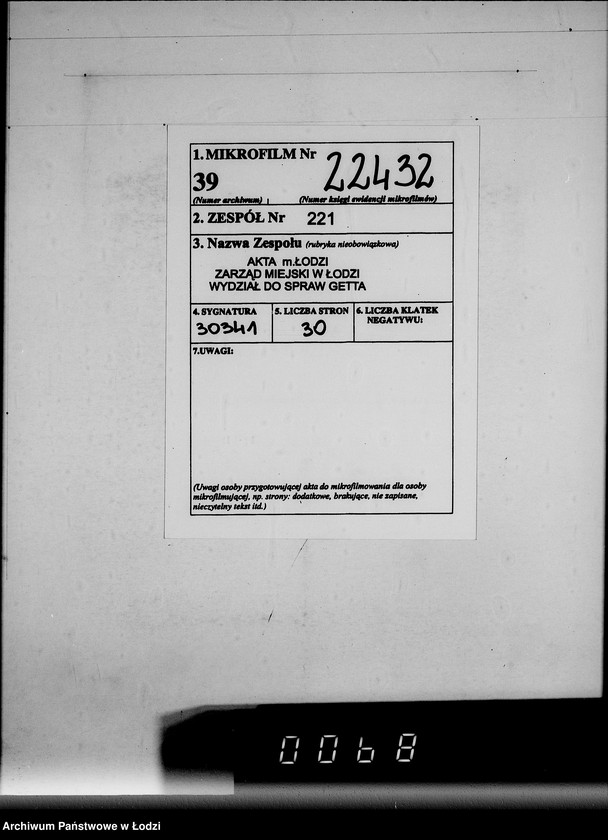 1. MIKROFILM Nr 22432
39
(Numer archiwum) (Numer księgi ewidencji mikrofilmów)
2. ZESPÓŁ Nr 221
3. Nazwa Zespołu (rubryka nieobowiązkowa)
AKTA m.ŁODZI
ZARZĄD MIEJSKI W ŁODZI
WYDZIAŁ DO SPRAW GETTA
4. SYGNATURA 5. LICZBA STRON 6. LICZBA KLATEK
NEGATYWU:
30341 30
7.UWAGI:
(Uwagi osoby przygotowującej akta do mikrofilmowania dla osoby
mikrofilmującej, np. strony: dodatkowe, brakujące, nie zapisane,
nieczytelny tekst itd.)
0068
Archiwum Państwowe w Łodzi